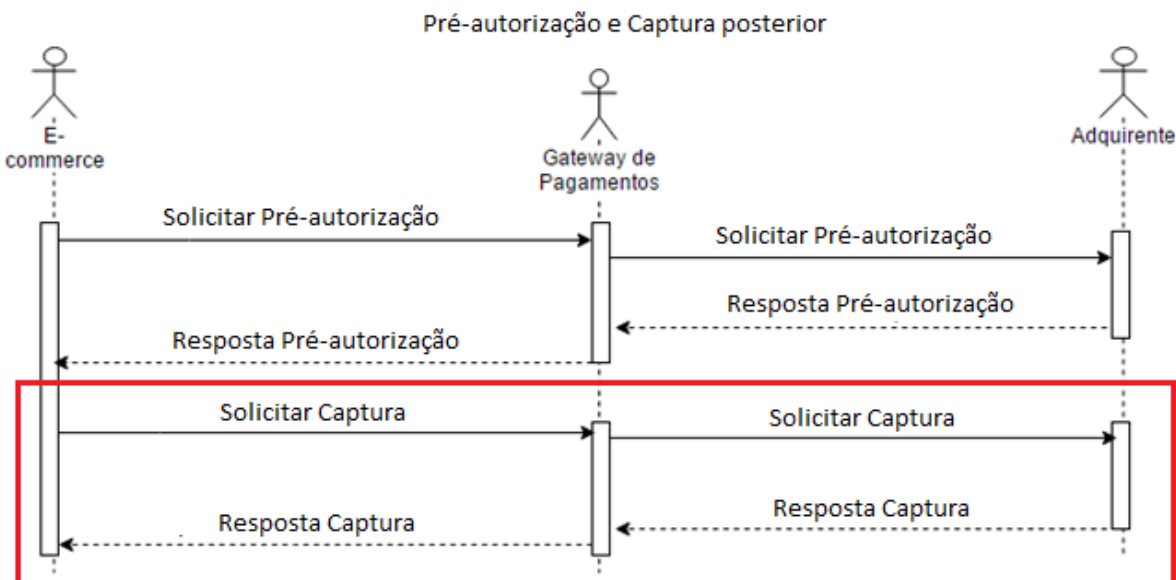 Pré-autorização e Captura posterior
E-
commerce
Gateway de
Pagamentos
Adquirente
Solicitar Pré-autorização
Solicitar Pré-autorização
Resposta Pré-autorização
Resposta Pré-autorização
Solicitar Captura
Solicitar Captura
Resposta Captura
Resposta Captura